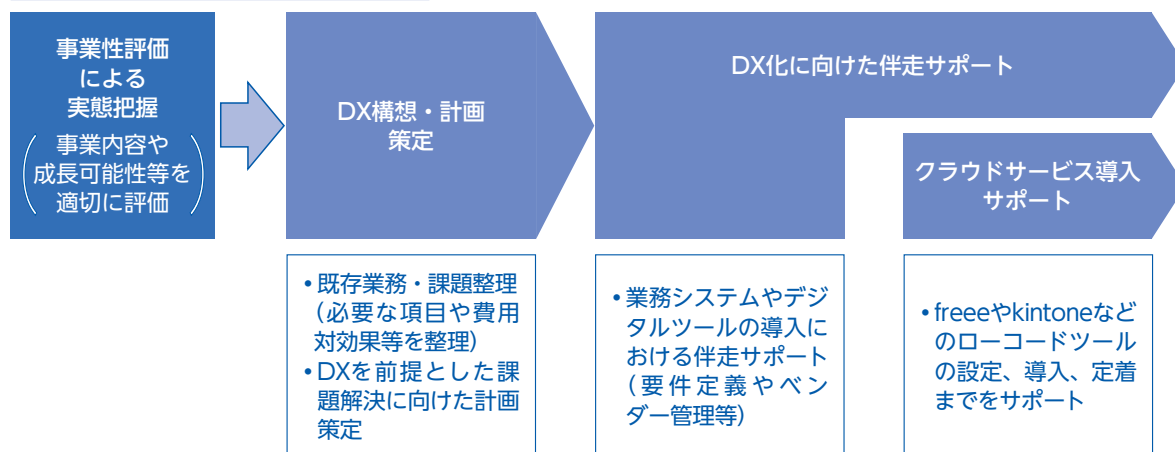 事業性評価
による
実態把握
(事業内容や
成長可能性等を
適切に評価)
DX構想・計画
策定
DX化に向けた伴走サポート
クラウドサービス導入
サポート
•既存業務・課題整理
(必要な項目や費用
対効果等を整理)
•DXを前提とした課
題解決に向けた計画
策定
•業務システムやデジ
タルツールの導入に
おける伴走サポート
(要件定義やベン
ダー管理等)
•freeeやkintoneなど
のローコードツール
の設定、導入、定着
までをサポート